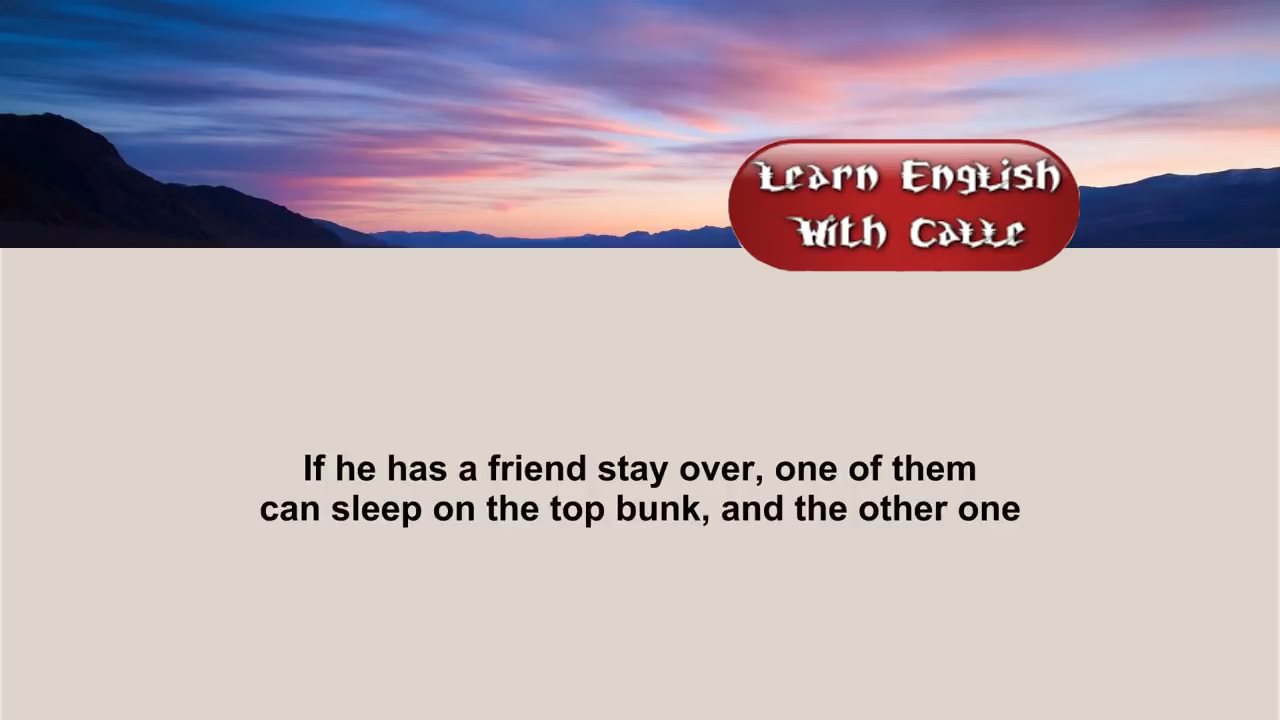 Learn English
With Calle
If he has a friend stay over, one of them
can sleep on the top bunk, and the other one